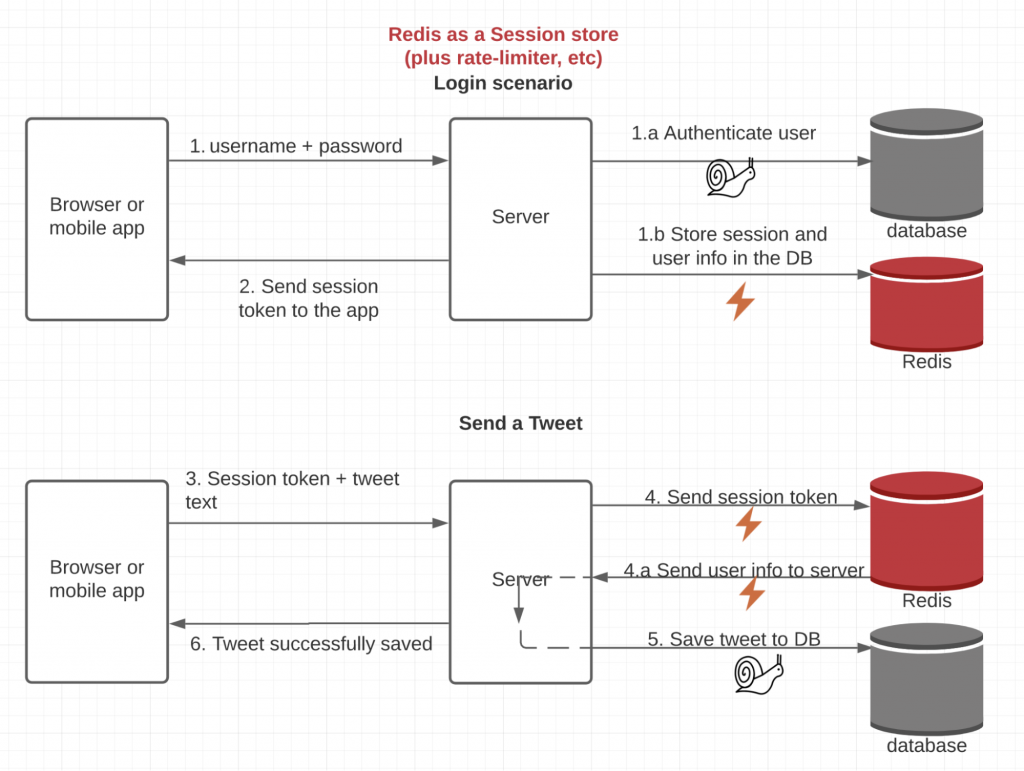 Redis as a Session store
(plus rate-limiter, etc)
Login scenario
1. username + password
1.a Authenticate user
Browser or
mobile app
Server
database
1.b Store session and
user info in the DB
2. Send session
token to the app
Redis
Send a Tweet
3. Session token + tweet
text
4. Send session token
Browser or
mobile app
Server
4.a Send user info to server
Redis
6. Tweet successfully saved
5. Save tweet to DB
database